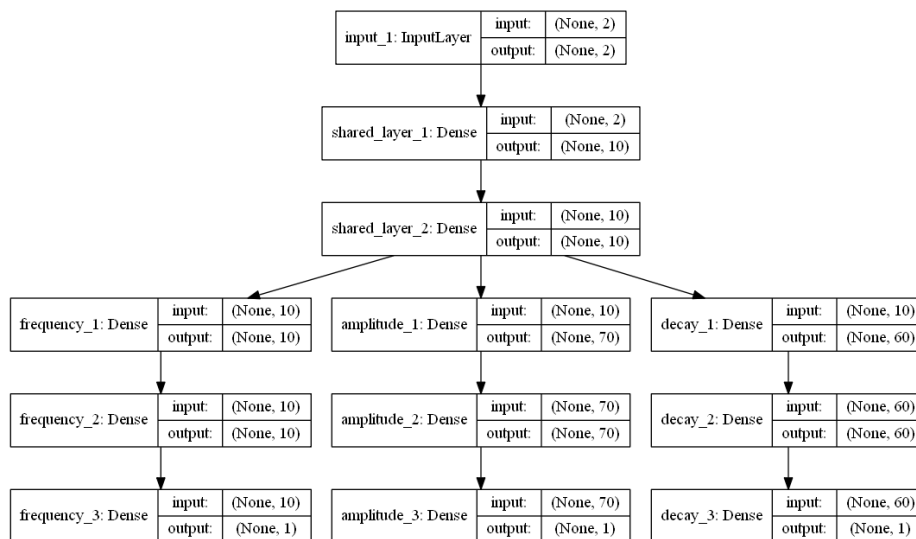 input_1: InputLayer
input: (None, 2)
output: (None, 2)
shared_layer_1: Dense
input: (None, 2)
output: (None, 10)
shared_layer_2: Dense
input: (None, 10)
output: (None, 10)
frequency_1: Dense
input: (None, 10)
output: (None, 10)
amplitude_1: Dense
input: (None, 10)
output: (None, 70)
decay_1: Dense
input: (None, 10)
output: (None, 60)
frequency_2: Dense
input: (None, 10)
output: (None, 10)
amplitude_2: Dense
input: (None, 70)
output: (None, 70)
decay_2: Dense
input: (None, 60)
output: (None, 60)
frequency_3: Dense
input: (None, 10)
output: (None, 1)
amplitude_3: Dense
input: (None, 70)
output: (None, 1)
decay_3: Dense
input: (None, 60)
output: (None, 1)